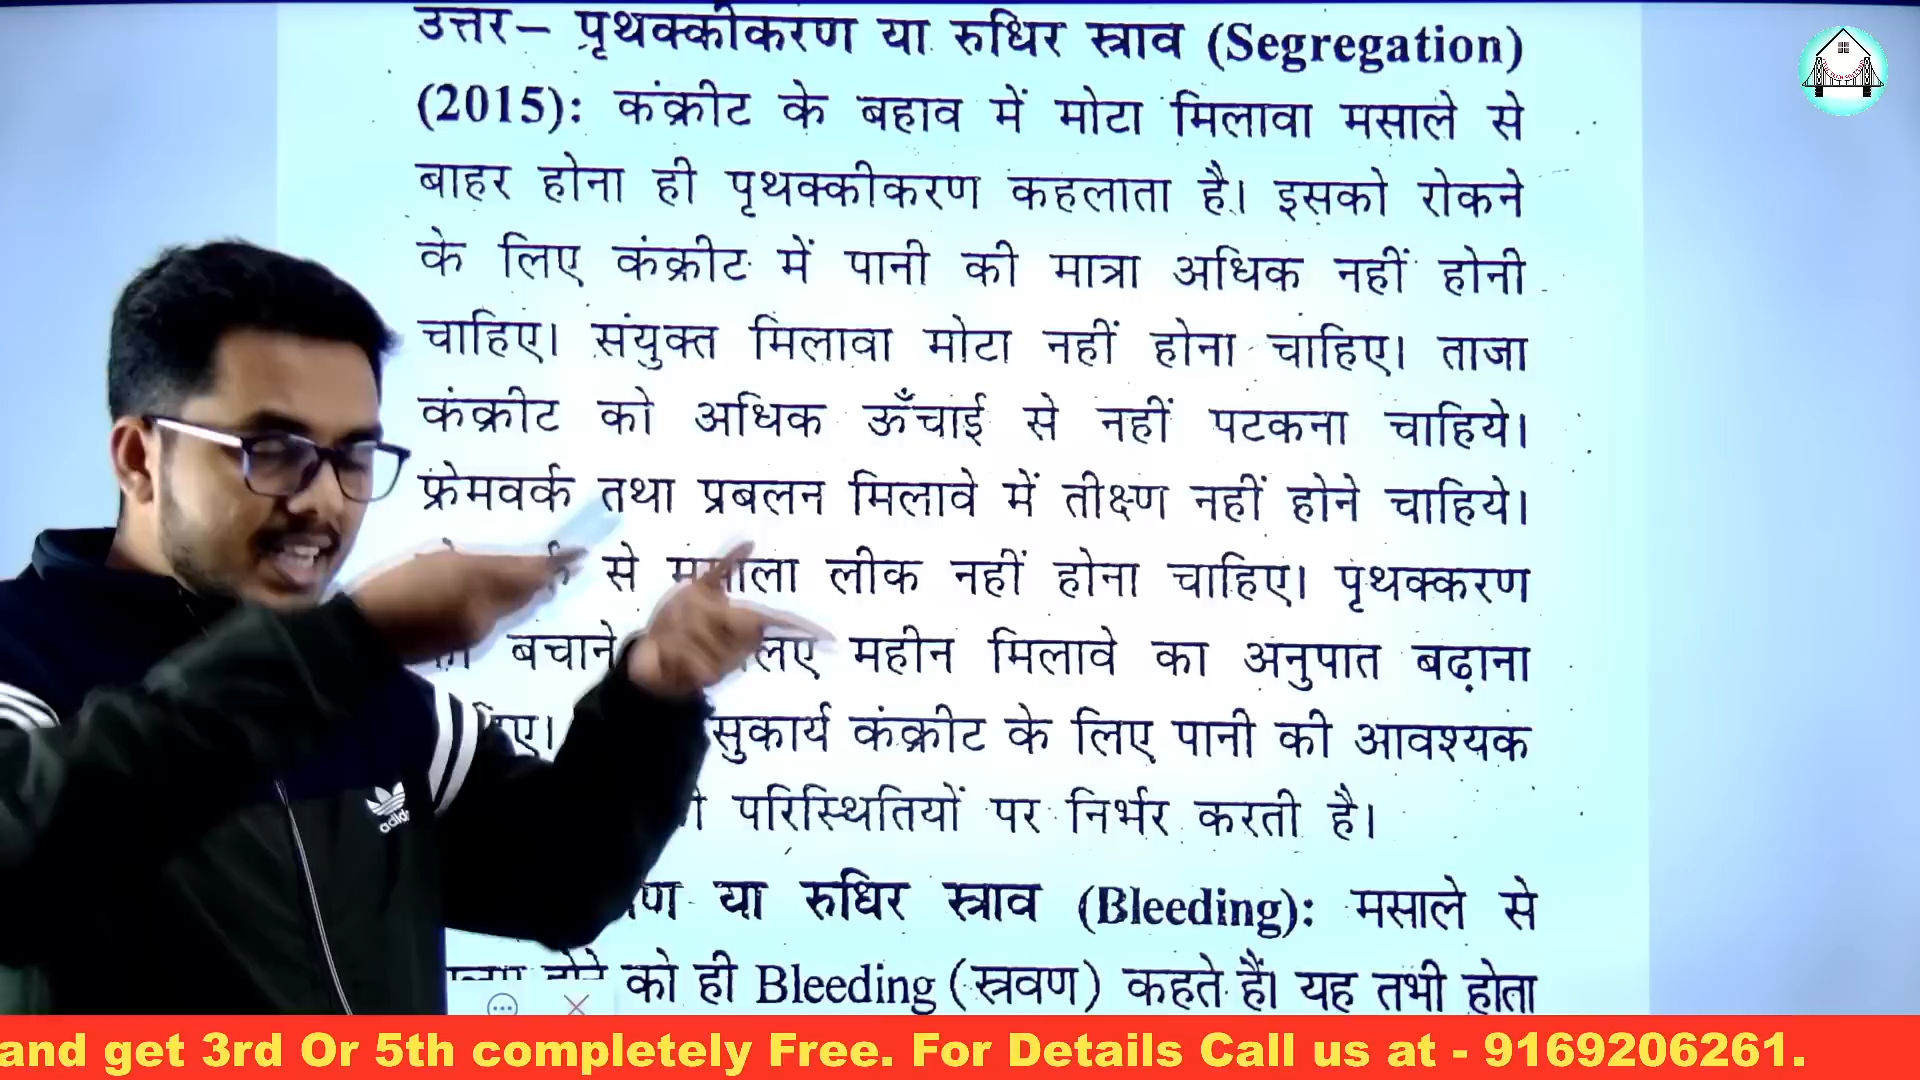 उत्तर– पृथक्कीकरण या रुधिर स्त्राव (Segregation)
(2015): कंक्रीट के बहाव में मोटा मिलावा मसाले से
बाहर होना ही पृथक्कीकरण कहलाता है। इसको रोकने
के लिए कंक्रीट में पानी की मात्रा अधिक नहीं होनी
चाहिए। संयुक्त मिलावा मोटा नहीं होना चाहिए। ताजा
कंक्रीट को अधिक ऊँचाई से नहीं पटकना चाहिये।
फ्रेमवर्क तथा प्रबलन मिलावे में तीक्ष्ण नहीं होने चाहिये।
से मसाला लीक नहीं होना चाहिए। पृथक्करण
बचाने महीन मिलावे का अनुपात बढ़ाना
सुकार्य कंक्रीट के लिए पानी की आवश्यक
परिस्थितियों पर निर्भर करती है।
या रुधिर स्त्राव (Bleeding): मसाले से
को ही Bleeding (स्त्रवण) कहते हैं। यह तभी होता
adidas
and get 3rd Or 5th completely Free. For Details Call us at - 9169206261.